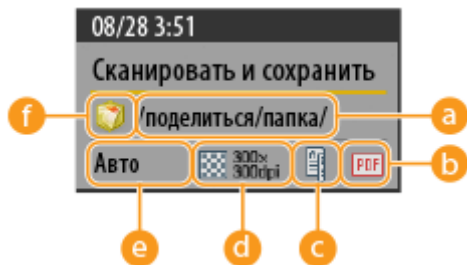 08/28 3:51
Сканировать и сохранить
f /поделиться/папка/ a
Авто 300x 300dpi PDF b
e d c